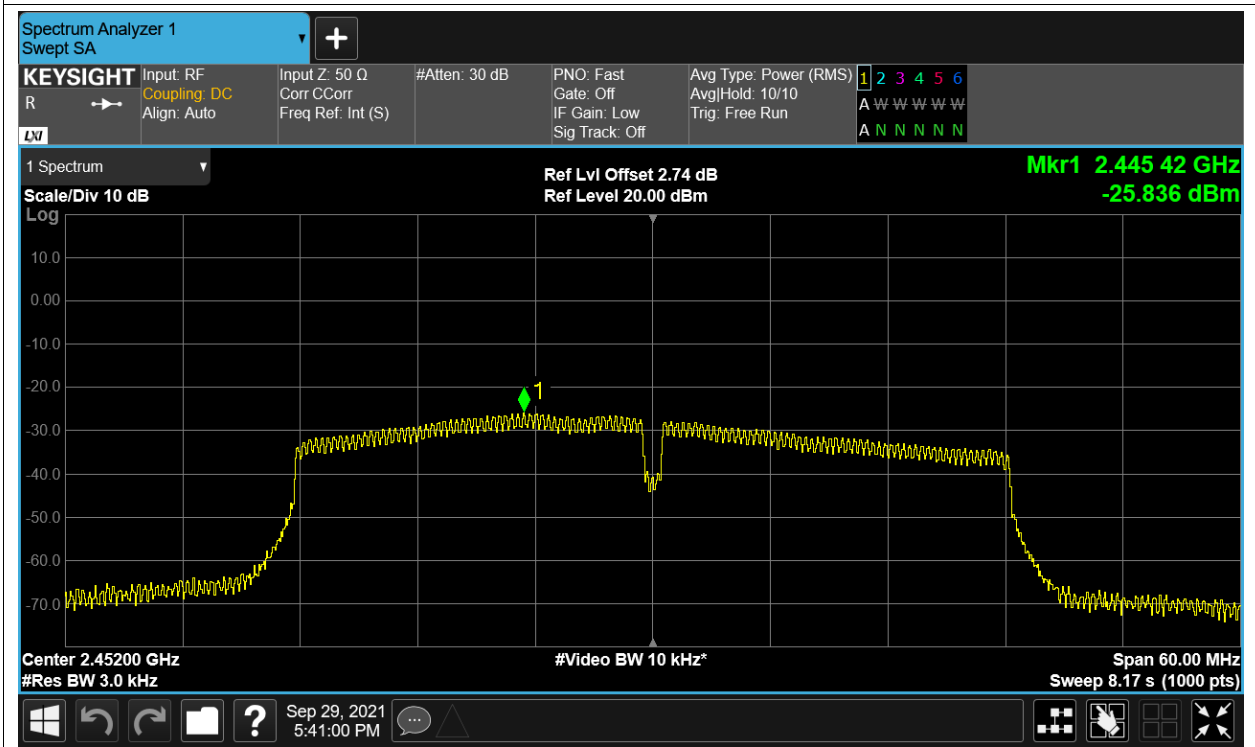 Spectrum Analyzer 1
Swept SA
+
KEYSIGHT
R
LXI
Input: RF
Coupling: DC
Align: Auto
Input Z: 50 Ω
Corr CCorr
Freq Ref: Int (S)
#Atten: 30 dB
PNO: Fast
Gate: Off
IF Gain: Low
Sig Track: Off
Avg Type: Power (RMS)
Avg|Hold: 10/10
Trig: Free Run
1 2 3 4 5 6
A W W W W W
A N N N N N
1 Spectrum
Scale/Div 10 dB
Log
Ref Lvl Offset 2.74 dB
Ref Level 20.00 dBm
Mkr1 2.445 42 GHz
-25.836 dBm
10.0
0.00
-10.0
-20.0
-30.0
-40.0
-50.0
-60.0
-70.0
1
Center 2.45200 GHz
#Res BW 3.0 kHz
#Video BW 10 kHz*
Span 60.00 MHz
Sweep 8.17 s (1000 pts)
?
Sep 29, 2021
5:41:00 PM